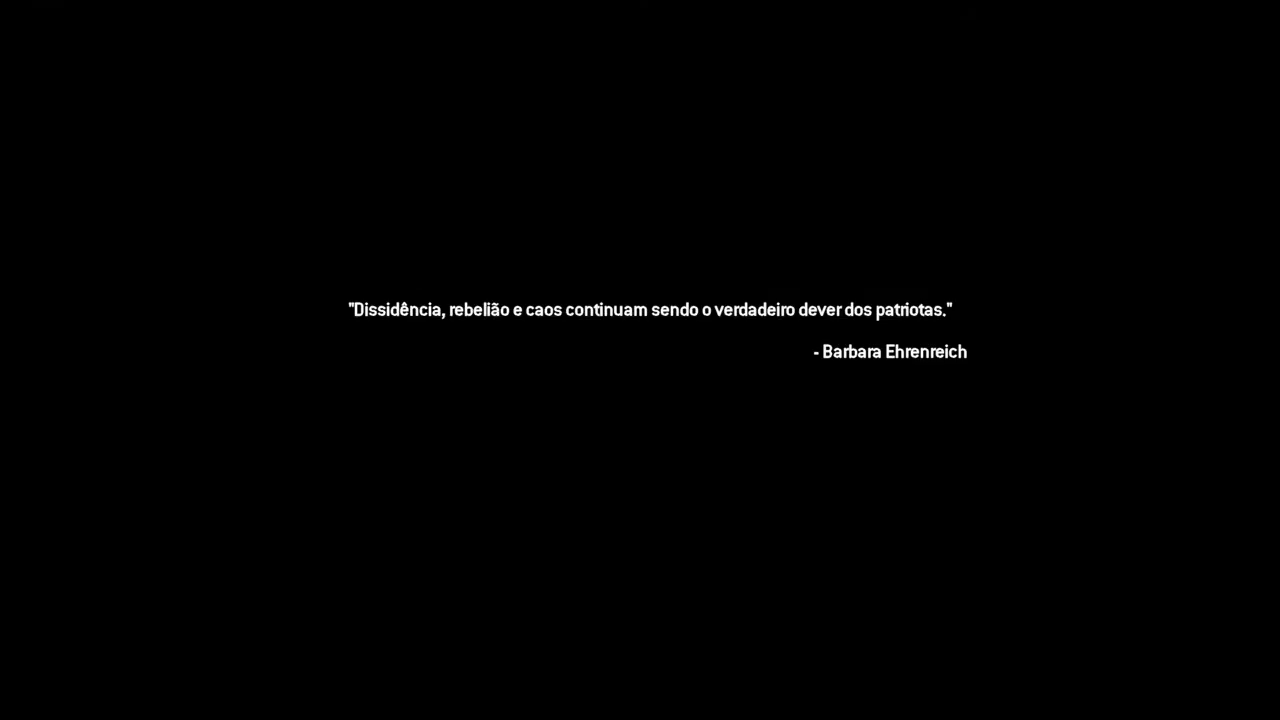 "Dissidência, rebelião e caos continuam sendo o verdadeiro dever dos patriotas."
- Barbara Ehrenreich